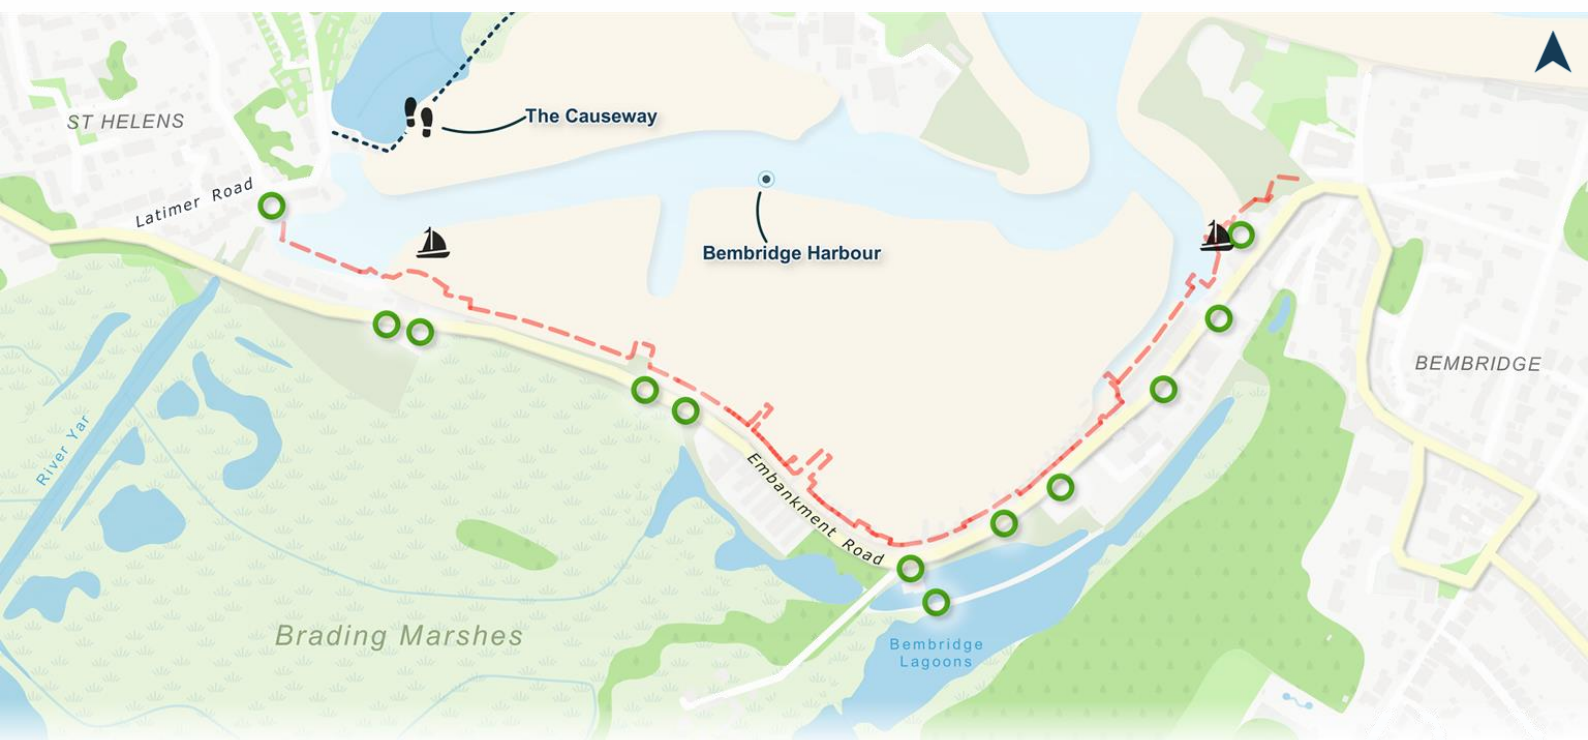 The Causeway
ST HELENS
Latimer Road
Bembridge Harbour
BEMBRIDGE
River Yar
Embankment Road
Brading Marshes
Bembridge
Lagoons